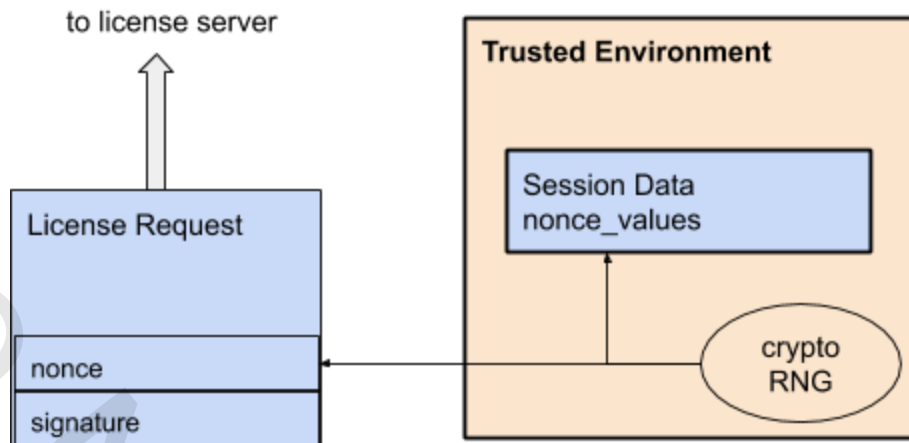 to license server
Trusted Environment
Session Data
nonce_values
License Request
crypto
RNG
nonce
signature